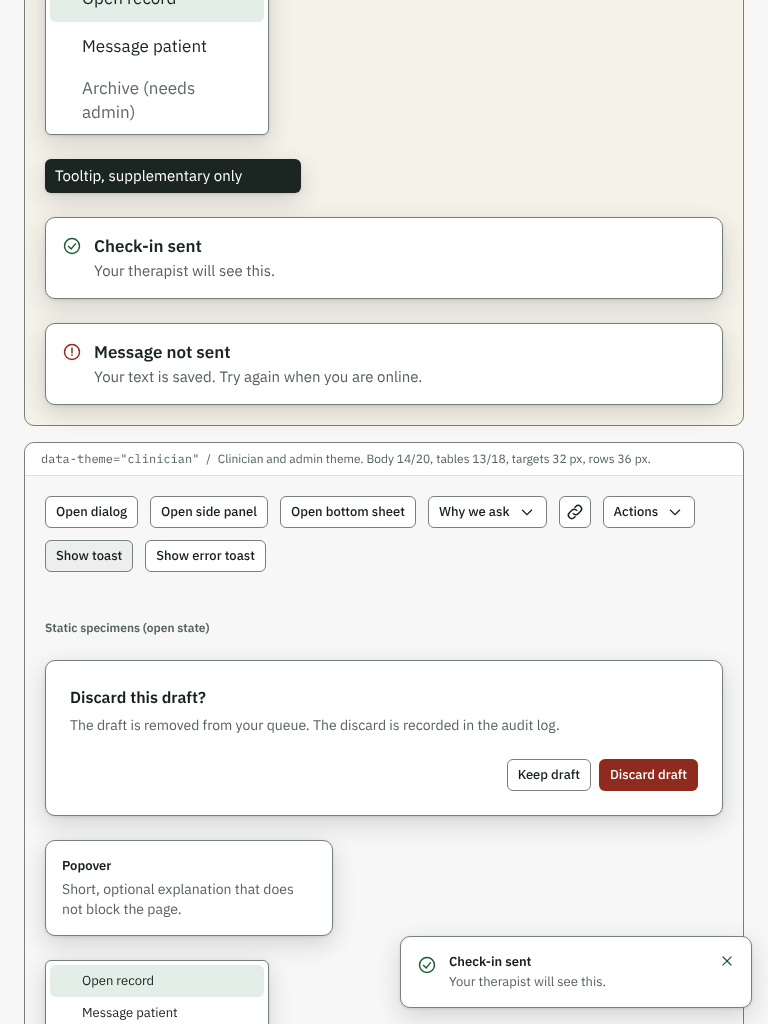 Open record
Message patient
Archive (needs
admin)
Tooltip, supplementary only
Check-in sent
Your therapist will see this.
Message not sent
Your text is saved. Try again when you are online.
data-theme="clinician" / Clinician and admin theme. Body 14/20, tables 13/18, targets 32 px, rows 36 px.
Open dialog Open side panel Open bottom sheet Why we ask Actions
Show toast Show error toast
Static specimens (open state)
Discard this draft?
The draft is removed from your queue. The discard is recorded in the audit log.
Keep draft Discard draft
Popover
Short, optional explanation that does
not block the page.
Check-in sent
Your therapist will see this.
Open record
Message patient